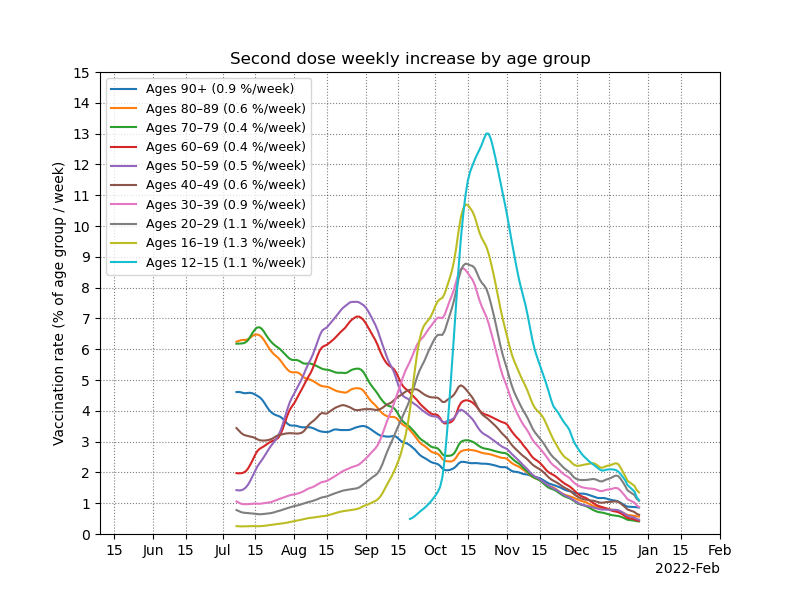 Second dose weekly increase by age group
Vaccination rate (% of age group / week)
15
14
13
12
11
10
9
8
7
6
5
4
3
2
1
0
Ages 90+ (0.9 %/week)
Ages 80–89 (0.6 %/week)
Ages 70–79 (0.4 %/week)
Ages 60–69 (0.4 %/week)
Ages 50–59 (0.5 %/week)
Ages 40–49 (0.6 %/week)
Ages 30–39 (0.9 %/week)
Ages 20–29 (1.1 %/week)
Ages 16–19 (1.3 %/week)
Ages 12–15 (1.1 %/week)
15 Jun 15 Jul 15 Aug 15 Sep 15 Oct 15 Nov 15 Dec 15 Jan 15 Feb
2022-Feb